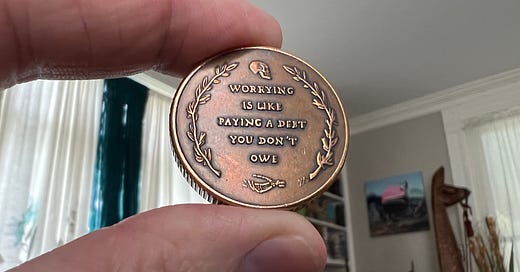 WORRYING
IS LIKE
PAYING A DEBT
YOU DON'T
OWE